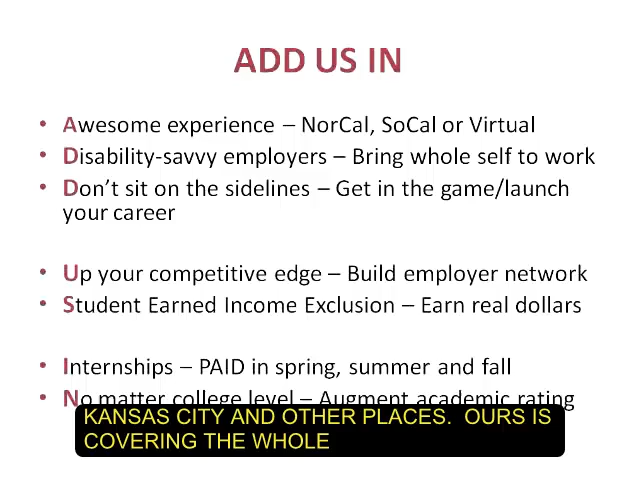 ADD US IN
• Awesome experience – NorCal, SoCal or Virtual
• Disability-savvy employers – Bring whole self to work
• Don't sit on the sidelines – Get in the game/launch
your career
• Up your competitive edge – Build employer network
• Student Earned Income Exclusion – Earn real dollars
• Internships – PAID in spring, summer and fall
• No matter college level – Augment academic rating
KANSAS CITY AND OTHER PLACES. OURS IS
COVERING THE WHOLE